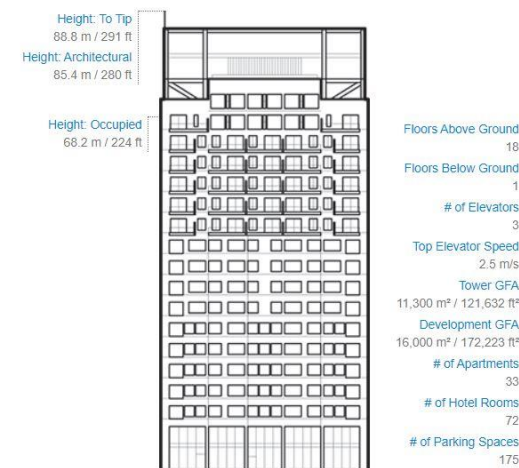 Height: To Tip
88.8 m / 291 ft
Height: Architectural
85.4 m / 280 ft
Height: Occupied
68.2 m / 224 ft
Floors Above Ground
18
Floors Below Ground
1
# of Elevators
3
Top Elevator Speed
2.5 m/s
Tower GFA
11,300 m² / 121,632 ft²
Development GFA
16,000 m² / 172,223 ft²
# of Apartments
33
# of Hotel Rooms
72
# of Parking Spaces
175